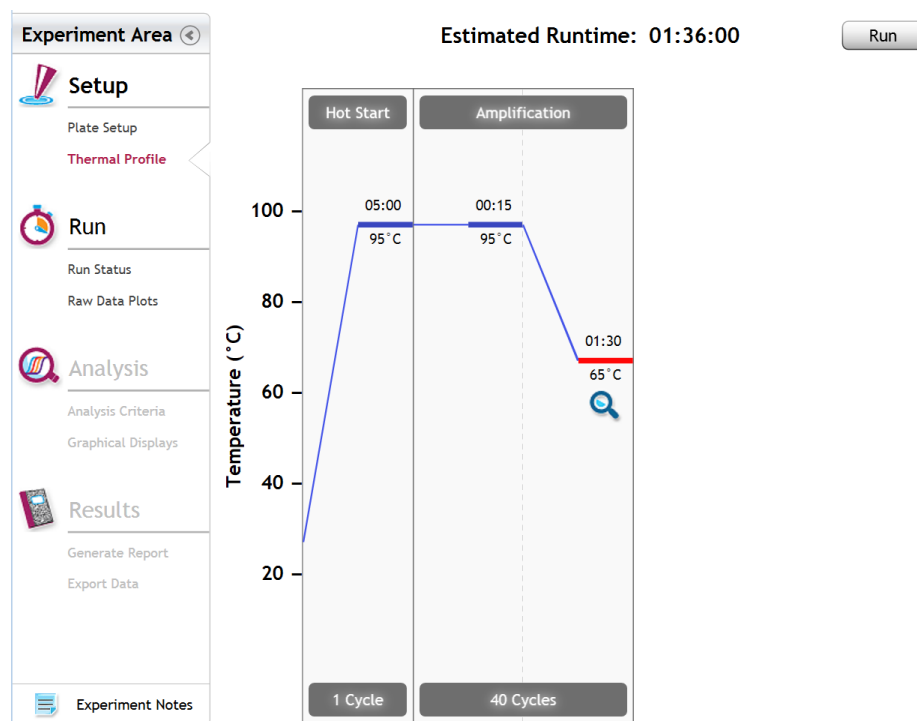 Experiment Area
Estimated Runtime: 01:36:00
Run
Setup
Plate Setup
Thermal Profile
Run
Run Status
Raw Data Plots
Analysis
Analysis Criteria
Graphical Displays
Results
Generate Report
Export Data
Experiment Notes
Hot Start
Amplification
Temperature (°C)
100
80
60
40
20
05:00
95°C
00:15
95°C
01:30
65°C
1 Cycle
40 Cycles